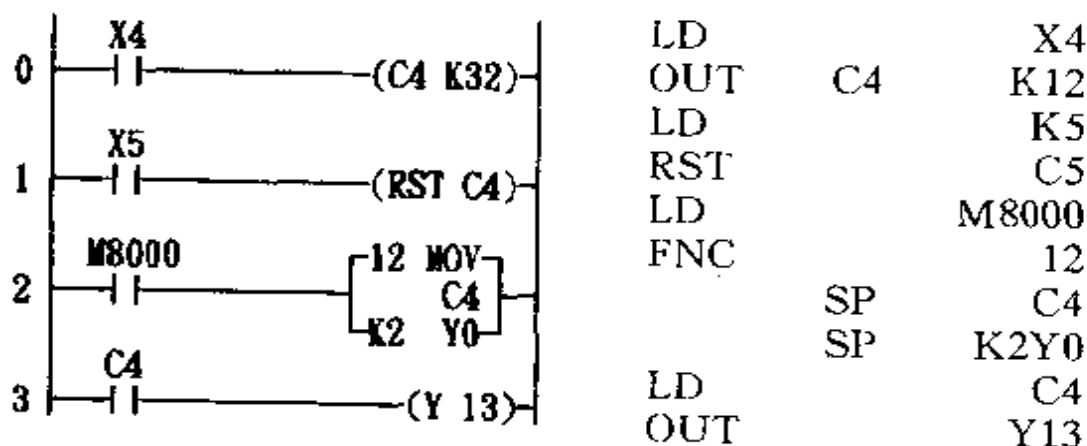 X4
0 (C4 K32)
X5
1 (RST C4)
M8000
12 MOV
2 C4
K2 Y0
C4
3 (Y 13)
LD X4
OUT C4 K12
LD K5
RST C5
LD M8000
FNC 12
SP C4
SP K2Y0
LD C4
OUT Y13